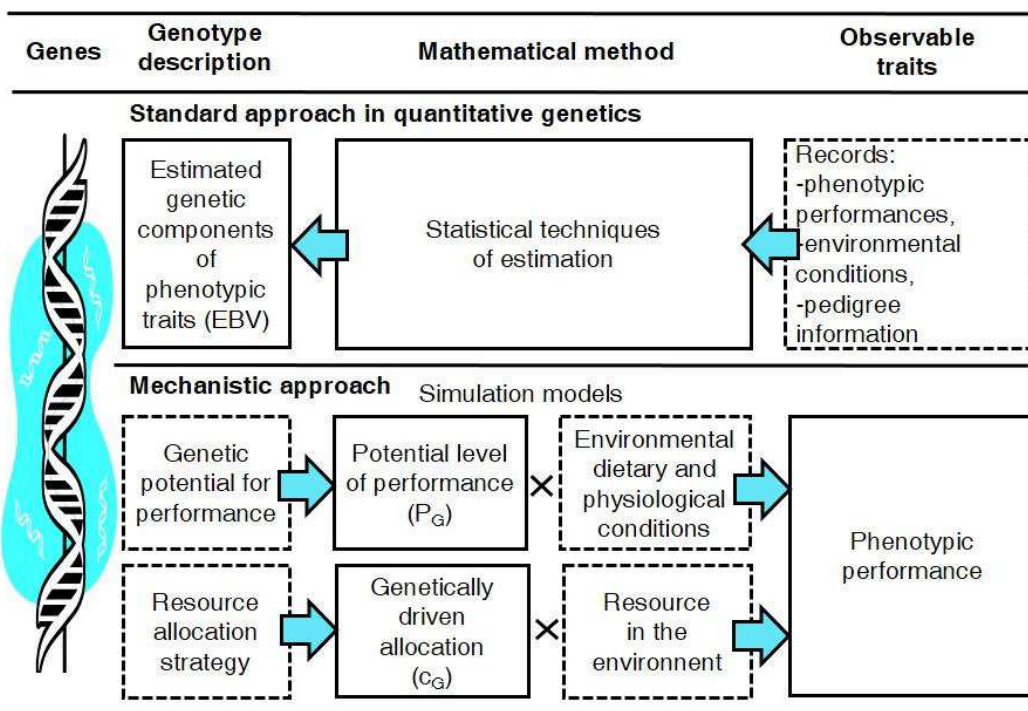 Genes
Genotype
description
Mathematical method
Observable
traits
Standard approach in quantitative genetics
Estimated
genetic
components
of
phenotypic
traits (EBV)
Statistical techniques
of estimation
Records:
-phenotypic
performances,
-environmental
conditions,
-pedigree
information
Mechanistic approach
Simulation models
Genetic
potential for
performance
Potential level
of performance
(P_G)
×
Environmental
dietary and
physiological
conditions
Phenotypic
performance
Resource
allocation
strategy
Genetically
driven
allocation
(c_G)
×
Resource
in the
environnent